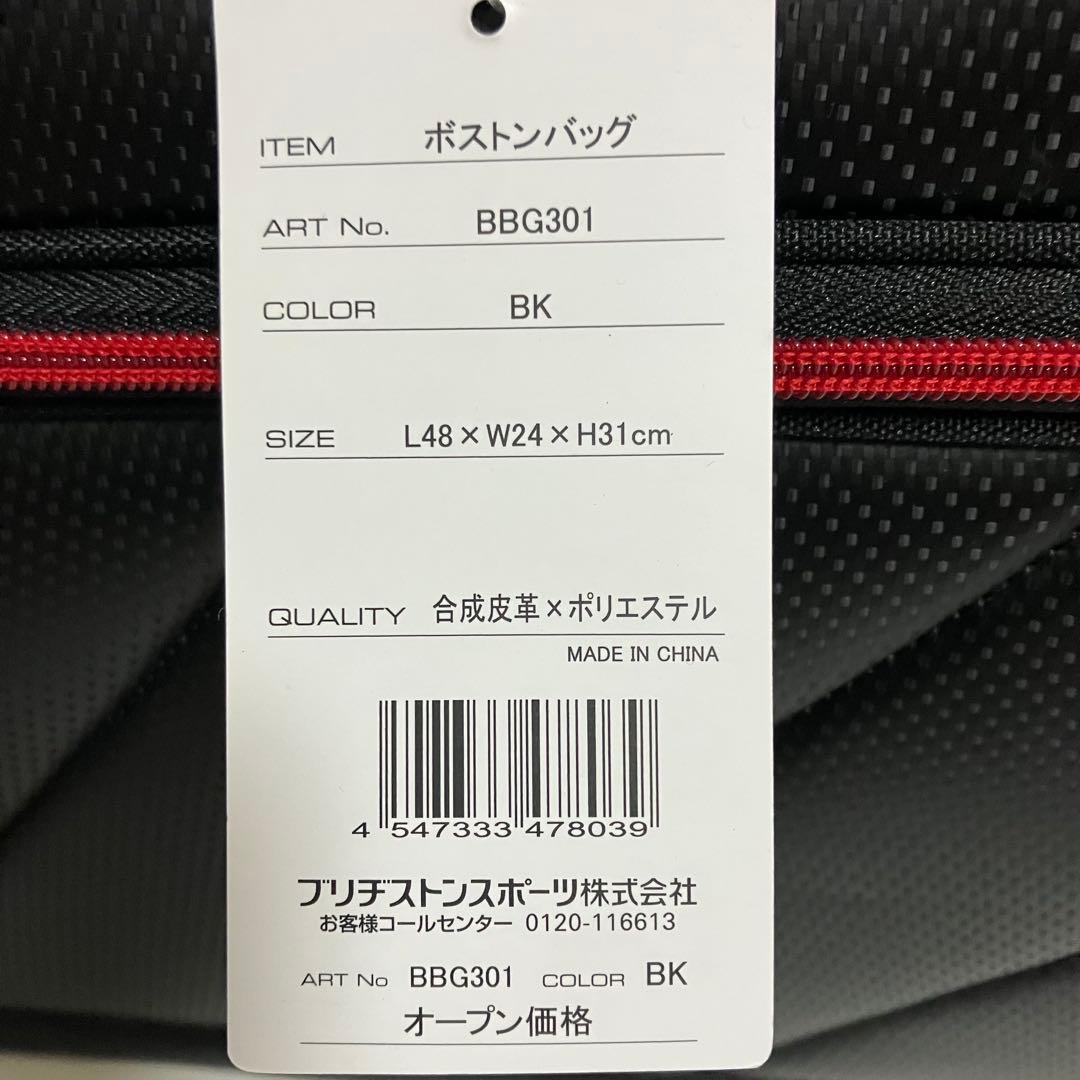 ITEM ボストンバッグ
ART No. BBG301
COLOR BK
SIZE L48×W24×H31cm
QUALITY 合成皮革×ポリエステル
MADE IN CHINA
4 547333 478039
ブリヂストンスポーツ株式会社
お客様コールセンター 0120-116613
ART No BBG301 COLOR BK
オープン価格